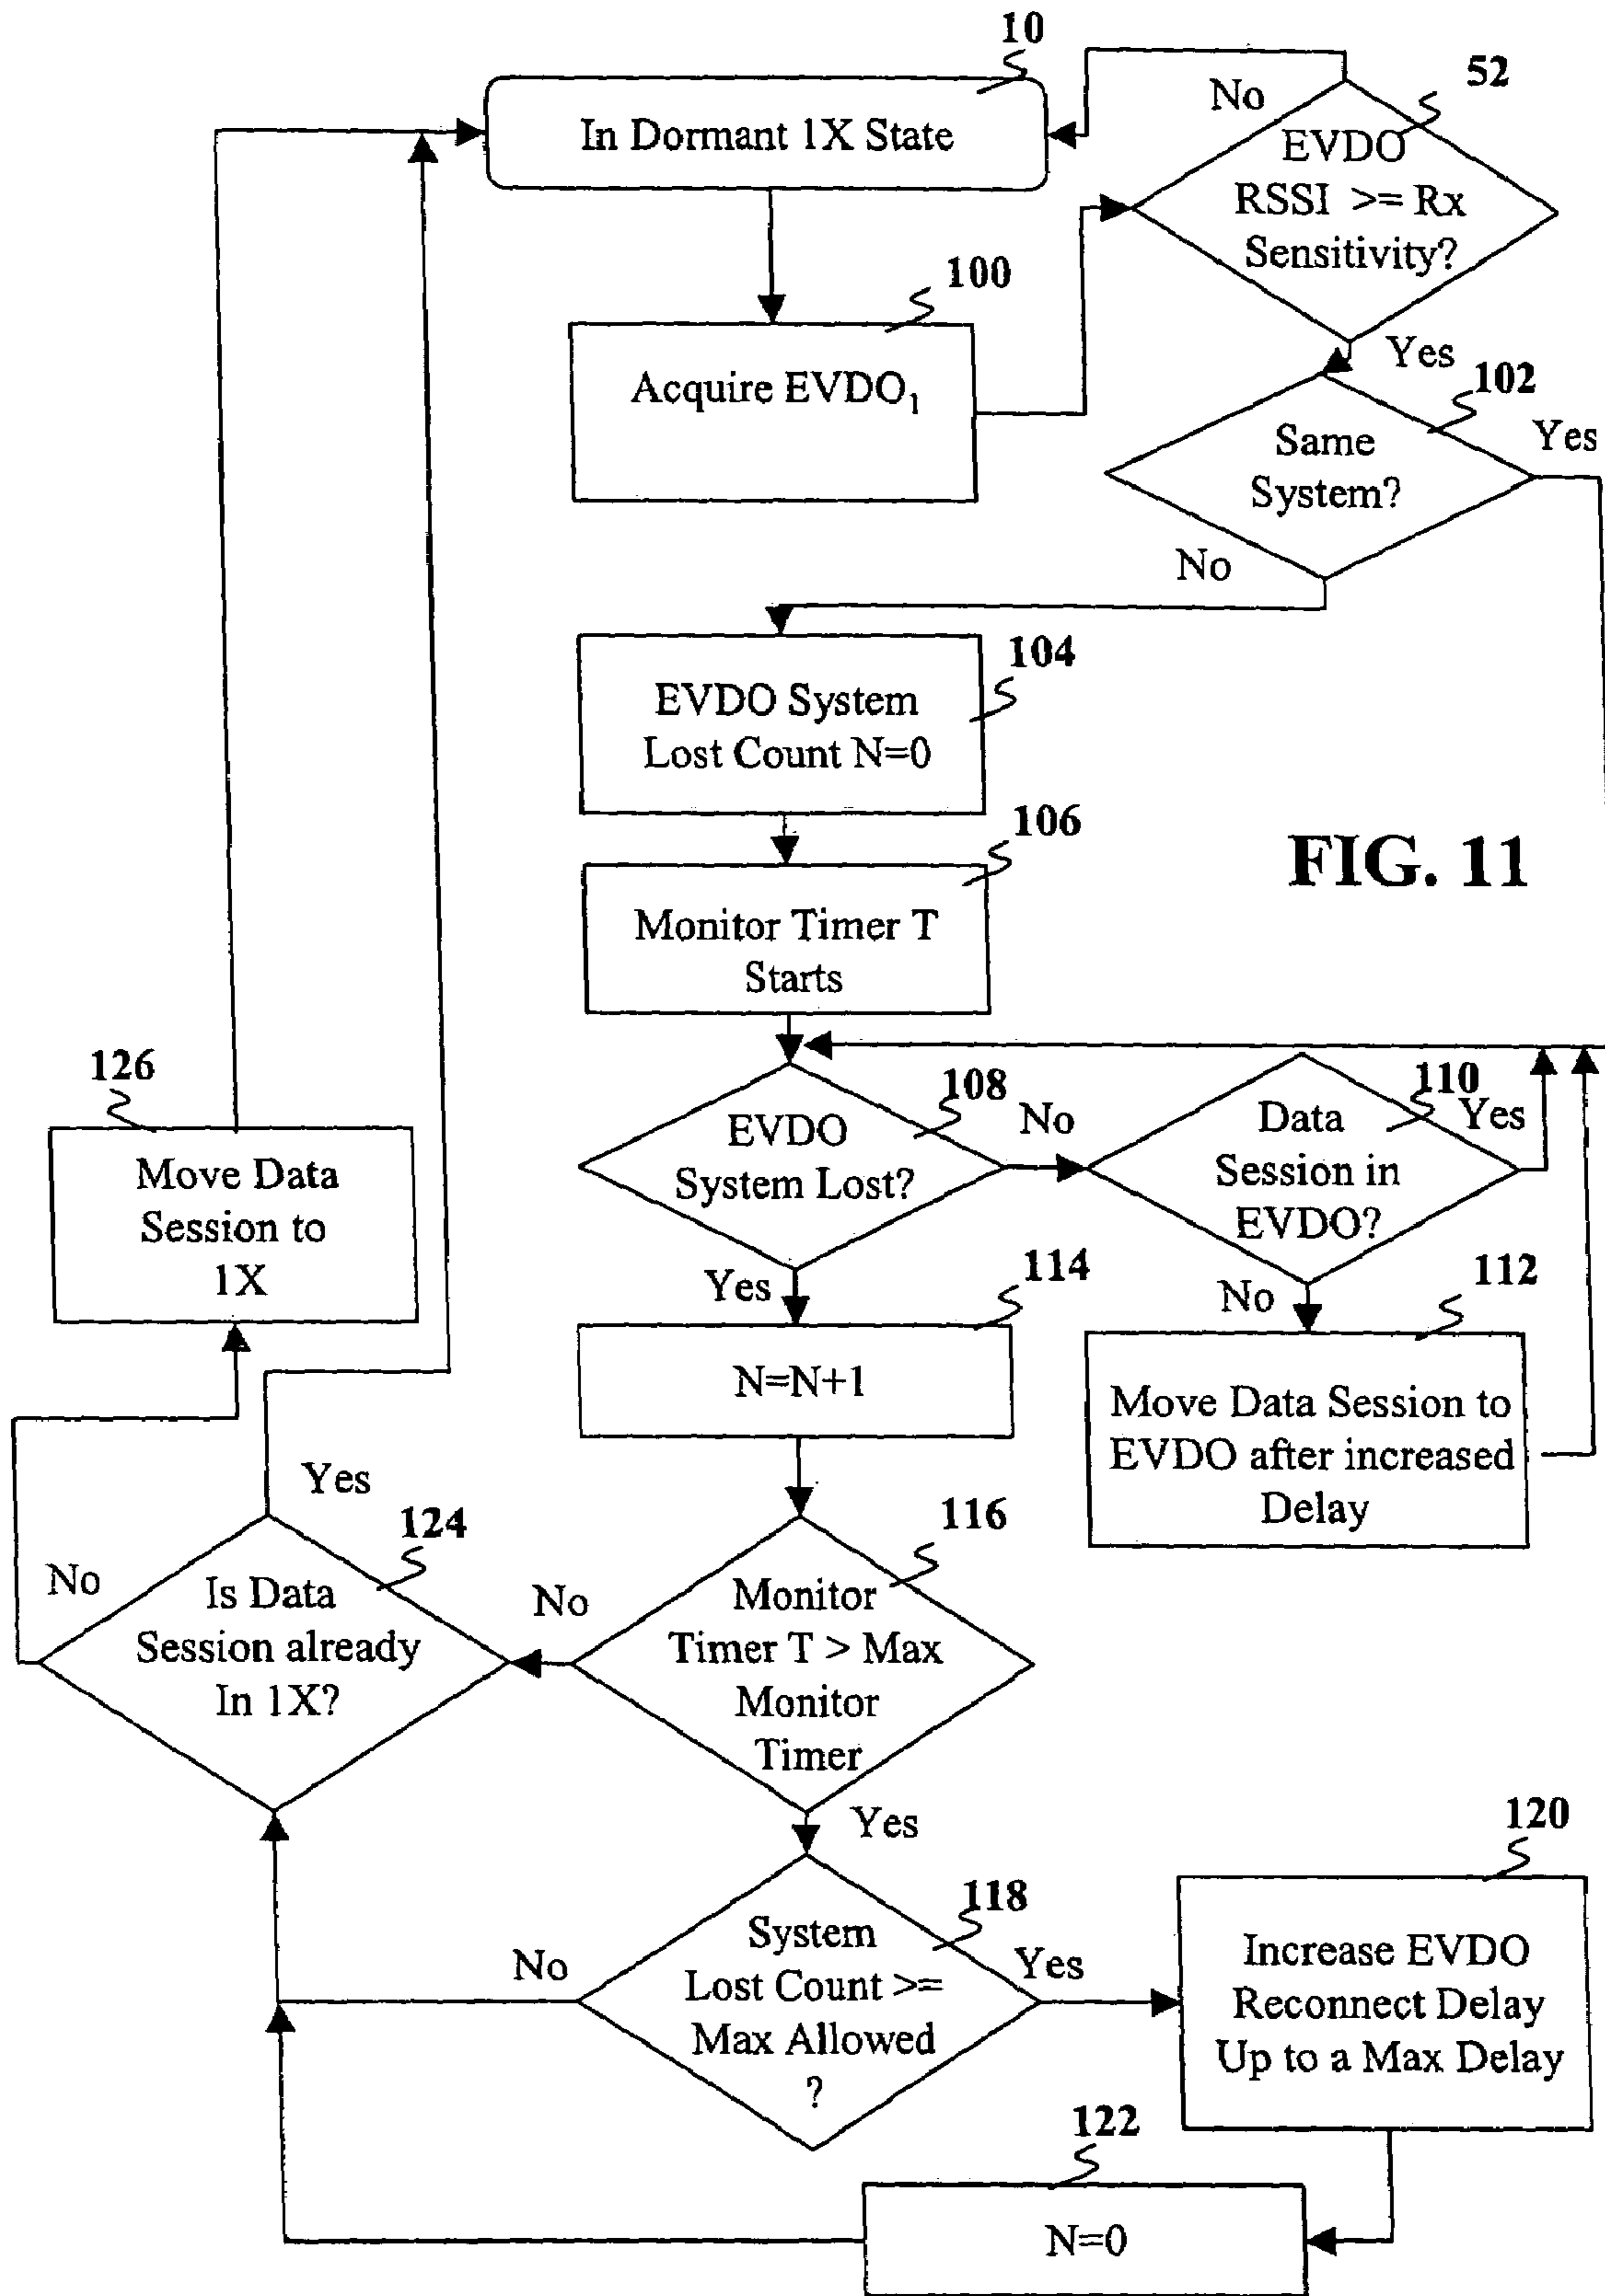 10
In Dormant 1X State
No
52
EVDO
RSSI >= Rx
Sensitivity?
Yes
100
Acquire EVDO₁
102
Same
System?
Yes
No
104
EVDO System
Lost Count N=0
106
Monitor Timer T
Starts
FIG. 11
108
EVDO
System Lost?
No
110
Data
Session in
EVDO?
Yes
126
Move Data
Session to
1X
Yes
114
N=N+1
No
112
Move Data Session to
EVDO after increased
Delay
Yes
124
Is Data
Session already
In 1X?
No
No
116
Monitor
Timer T > Max
Monitor
Timer
Yes
118
System
Lost Count >=
Max Allowed
?
No
Yes
120
Increase EVDO
Reconnect Delay
Up to a Max Delay
122
N=0